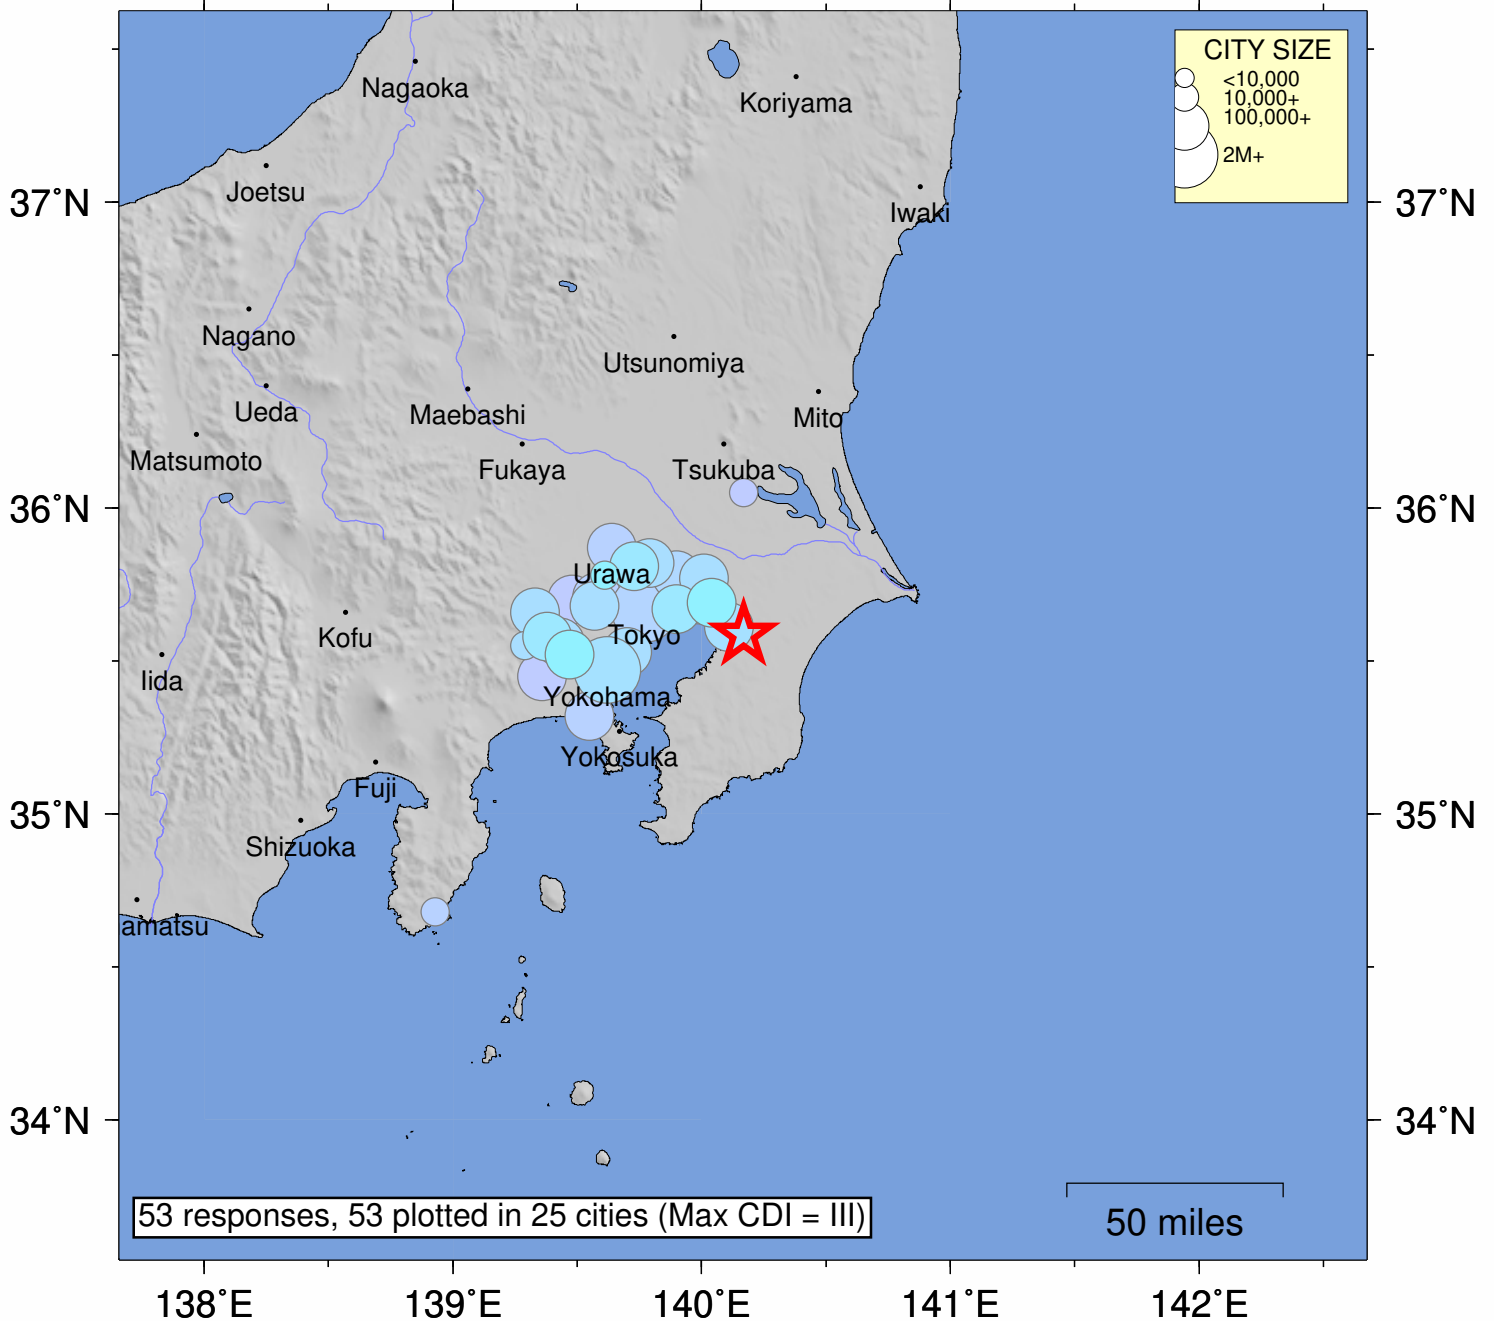 CITY SIZE
<10,000
10,000+
100,000+
2M+
Nagaoka
Koriyama
Joetsu
37°N
37°N
Iwaki
Nagano
Utsunomiya
Ueda
Maebashi
Mito
Matsumoto
Fukaya
Tsukuba
36°N
36°N
Urawa
Kofu
Tokyo
Iida
Yokohama
Yokosuka
Fuji
35°N
35°N
Shizuoka
amatsu
34°N
34°N
53 responses, 53 plotted in 25 cities (Max CDI = III)
50 miles
138°E
139°E
140°E
141°E
142°E